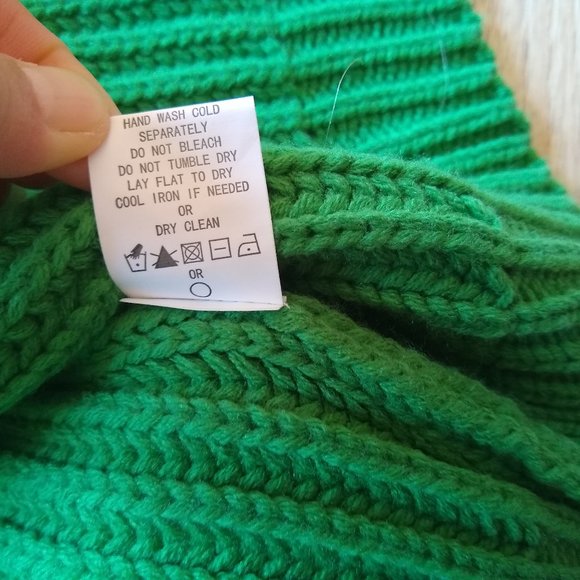 HAND WASH COLD
SEPARATELY
DO NOT BLEACH
DO NOT TUMBLE DRY
LAY FLAT TO DRY
COOL IRON IF NEEDED
OR
DRY CLEAN
OR